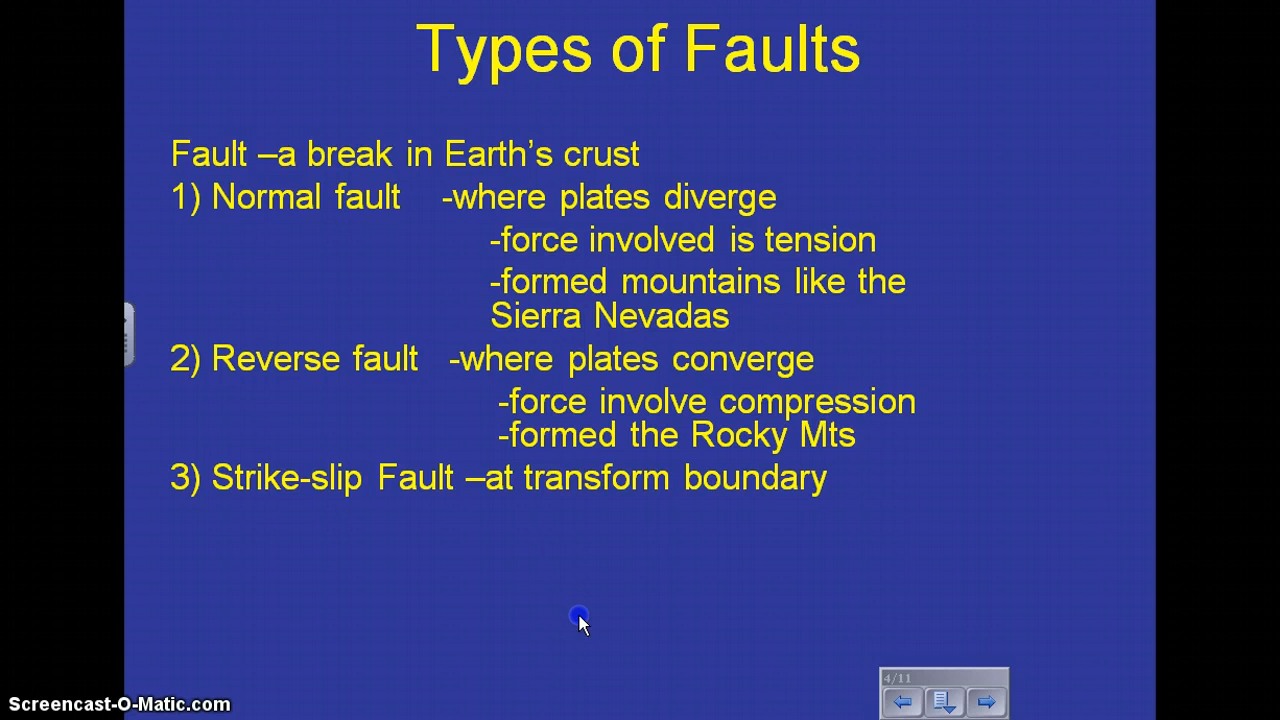 Types of Faults
Fault –a break in Earth's crust
1) Normal fault -where plates diverge
-force involved is tension
-formed mountains like the
Sierra Nevadas
2) Reverse fault -where plates converge
-force involve compression
-formed the Rocky Mts
3) Strike-slip Fault –at transform boundary
4/11
Screencast-O-Matic.com